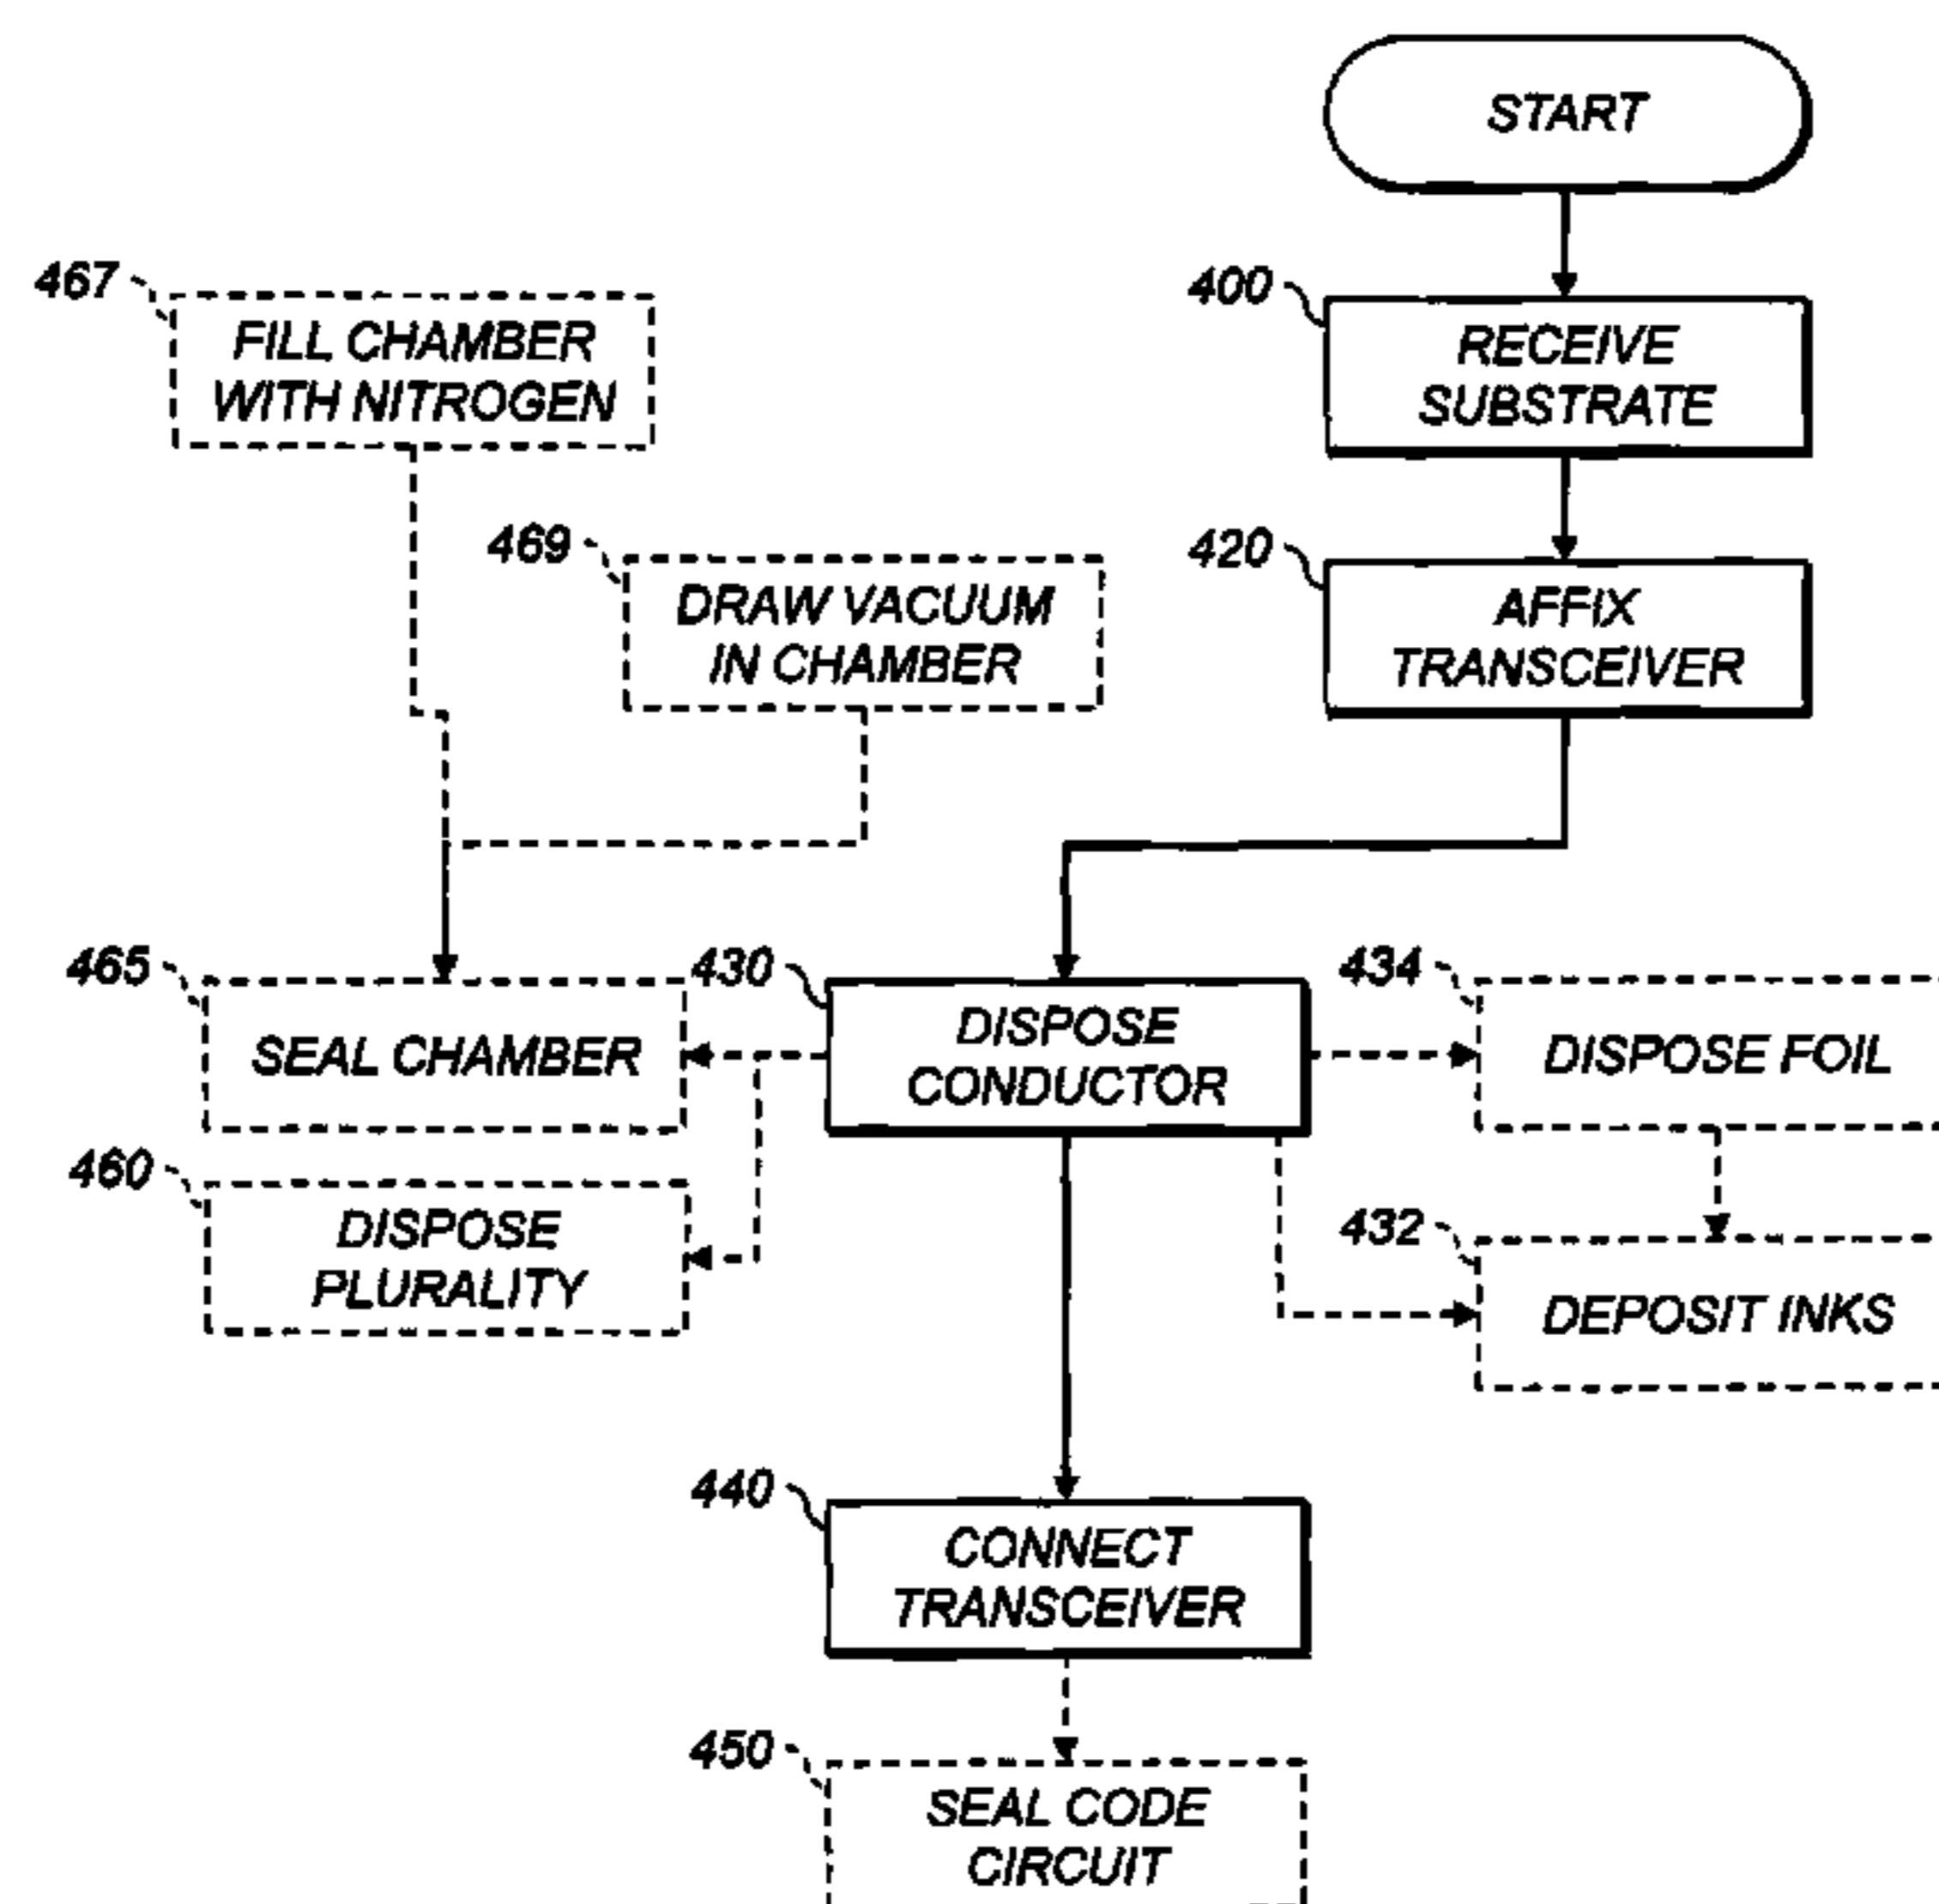 START
400
RECEIVE
SUBSTRATE
467
FILL CHAMBER
WITH NITROGEN
469
DRAW VACUUM
IN CHAMBER
420
AFFIX
TRANSCEIVER
465
SEAL CHAMBER
430
DISPOSE
CONDUCTOR
434
DISPOSE FOIL
460
DISPOSE
PLURALITY
432
DEPOSIT INKS
440
CONNECT
TRANSCEIVER
450
SEAL CODE
CIRCUIT